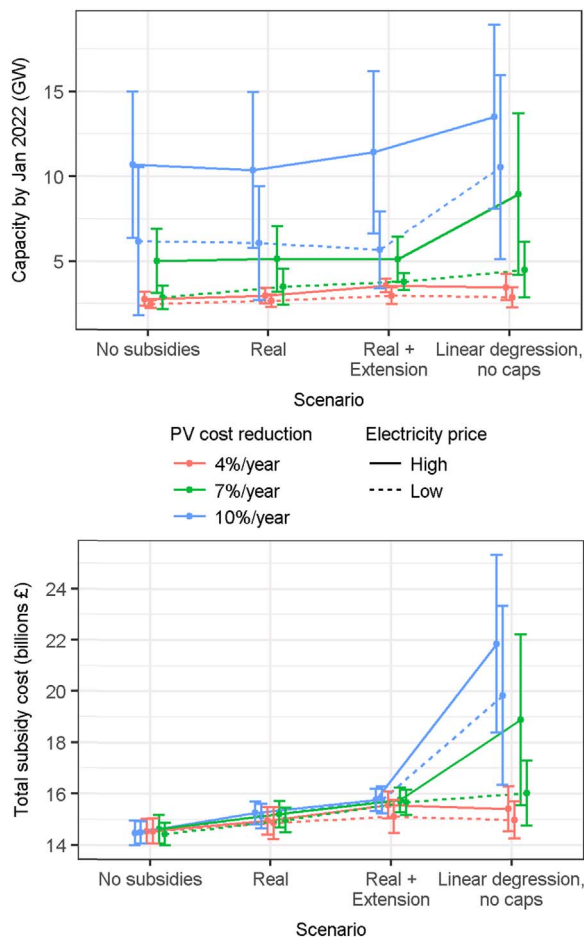 Capacity by Jan 2022 (GW)
15
10
5
No subsidies
Real
Real +
Extension
Linear degression,
no caps
Scenario
PV cost reduction
4%/year
7%/year
10%/year
Electricity price
High
Low
Total subsidy cost (billions £)
24
22
20
18
16
14
No subsidies
Real
Real +
Extension
Linear degression,
no caps
Scenario